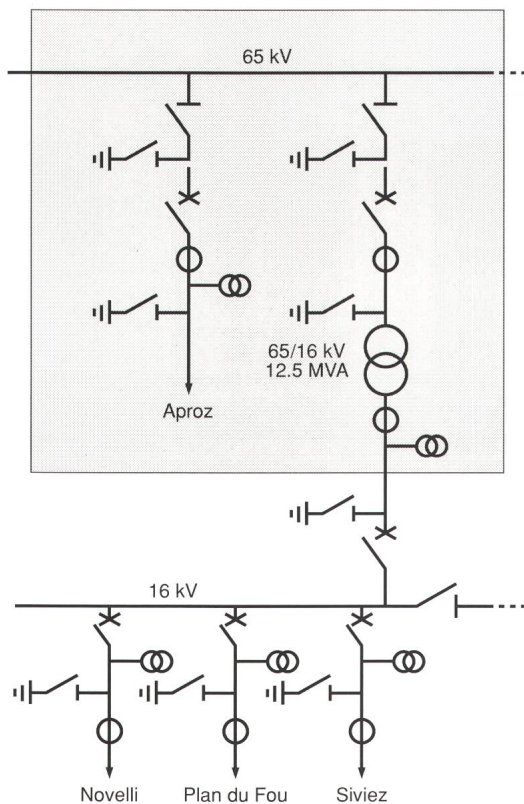 65 kV
65/16 kV
12.5 MVA
Aproz
16 kV
Novelli
Plan du Fou
Siviez